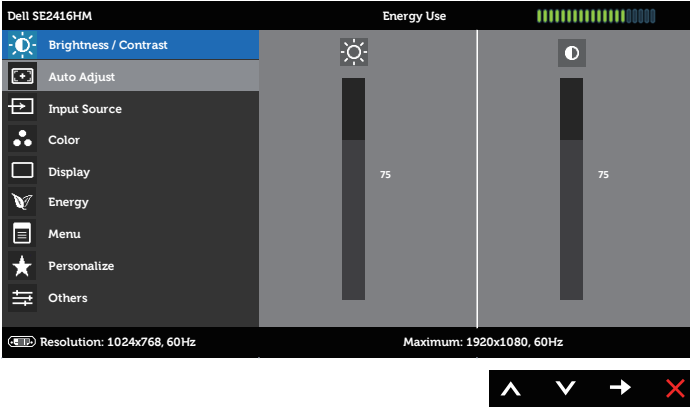 Dell SE2416HM Energy Use
Brightness / Contrast
Auto Adjust
Input Source
Color
Display
75 75
Energy
Menu
Personalize
Others
Resolution: 1024x768, 60Hz Maximum: 1920x1080, 60Hz